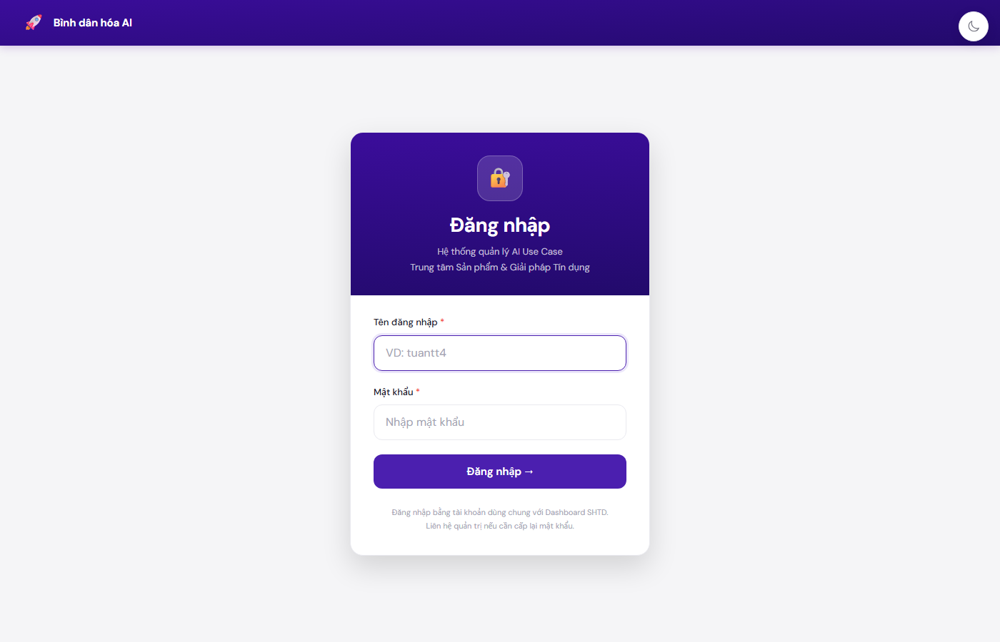 Bình dân hóa AI
Đăng nhập
Hệ thống quản lý AI Use Case
Trung tâm Sản phẩm & Giải pháp Tín dụng
Tên đăng nhập *
VD: tuantt4
Mật khẩu *
Nhập mật khẩu
Đăng nhập →
Đăng nhập bằng tài khoản dùng chung với Dashboard SHTD.
Liên hệ quản trị nếu cần cấp lại mật khẩu.